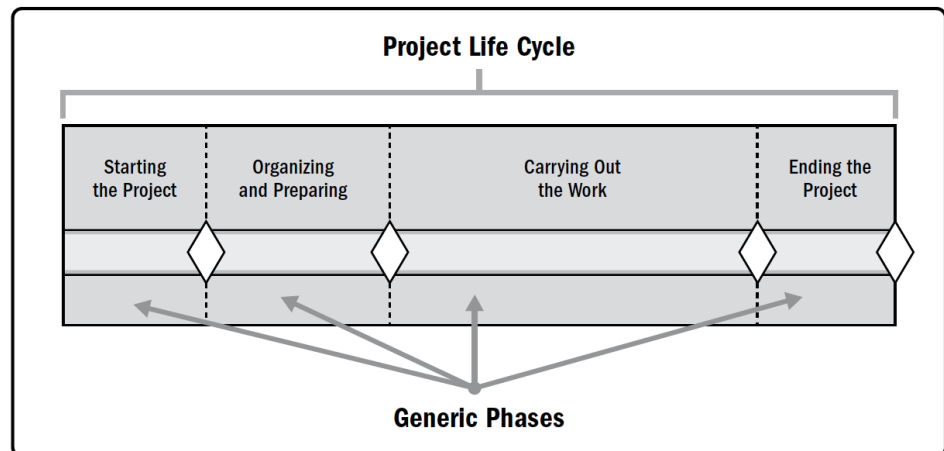 Project Life Cycle
Starting
the Project
Organizing
and Preparing
Carrying Out
the Work
Ending the
Project
Generic Phases